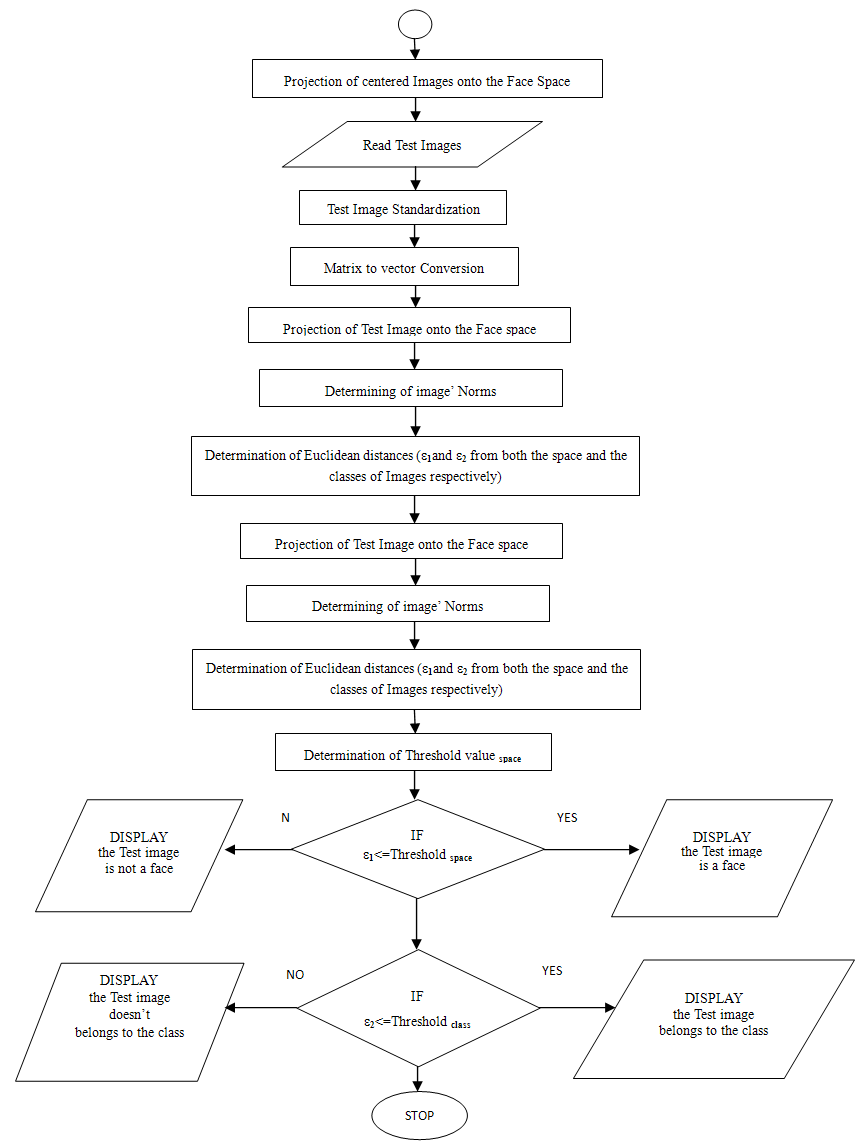 Projection of centered Images onto the Face Space
Read Test Images
Test Image Standardization
Matrix to vector Conversion
Projection of Test Image onto the Face space
Determining of image’ Norms
Determination of Euclidean distances (ε₁and ε₂ from both the space and the
classes of Images respectively)
Projection of Test Image onto the Face space
Determining of image’ Norms
Determination of Euclidean distances (ε₁and ε₂ from both the space and the
classes of Images respectively)
Determination of Threshold value space
N
YES
DISPLAY
the Test image
is not a face
IF
ε₁<=Threshold space
DISPLAY
the Test image
is a face
NO
YES
DISPLAY
the Test image
doesn’t
belongs to the class
IF
ε₂<=Threshold class
DISPLAY
the Test image
belongs to the class
STOP